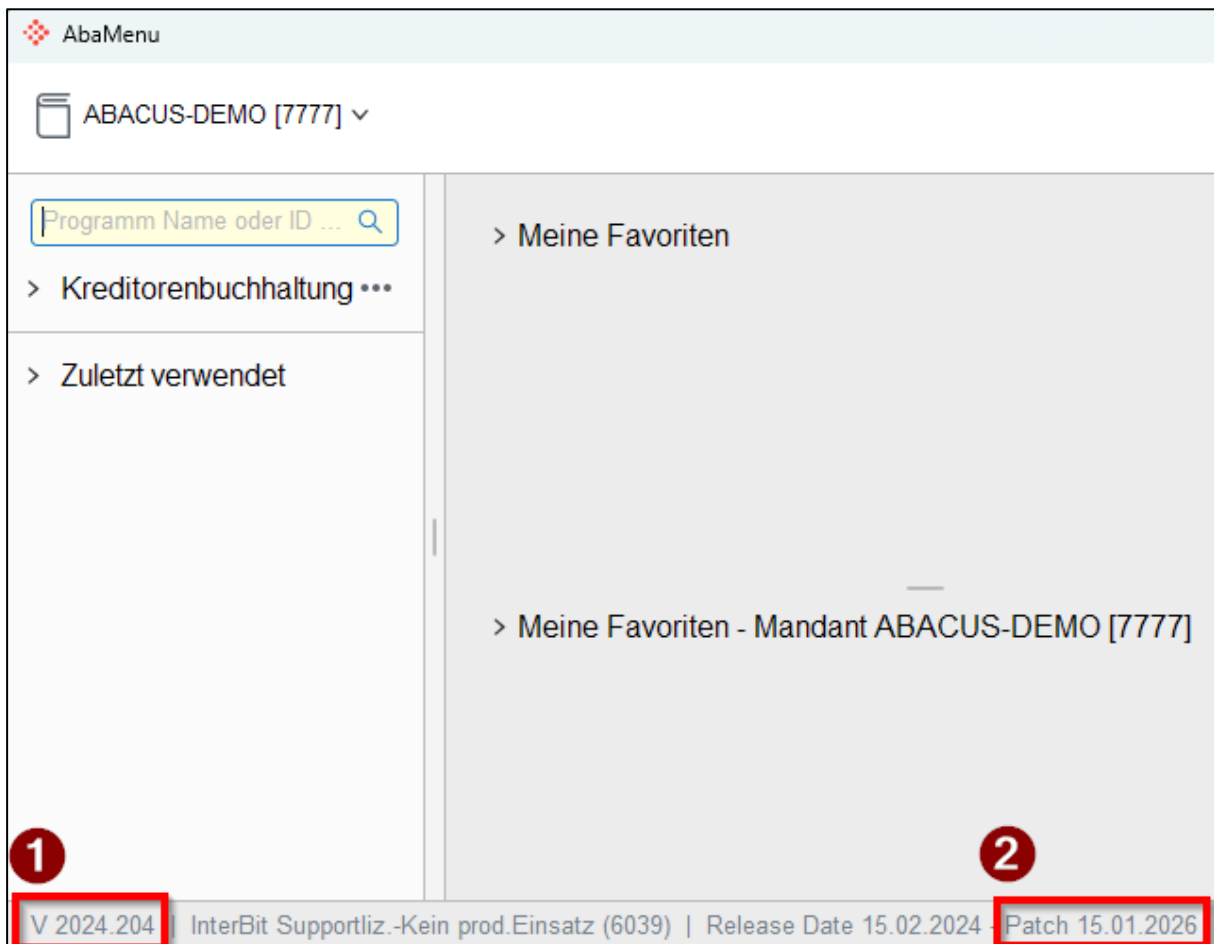 AbaMenu
ABACUS-DEMO [7777]
Programm Name oder ID ...
Kreditorenbuchhaltung
Zuletzt verwendet
Meine Favoriten
Meine Favoriten - Mandant ABACUS-DEMO [7777]
1
2
V 2024.204 | InterBit Supportliz.-Kein prod.Einsatz (6039) | Release Date 15.02.2024 - Patch 15.01.2026